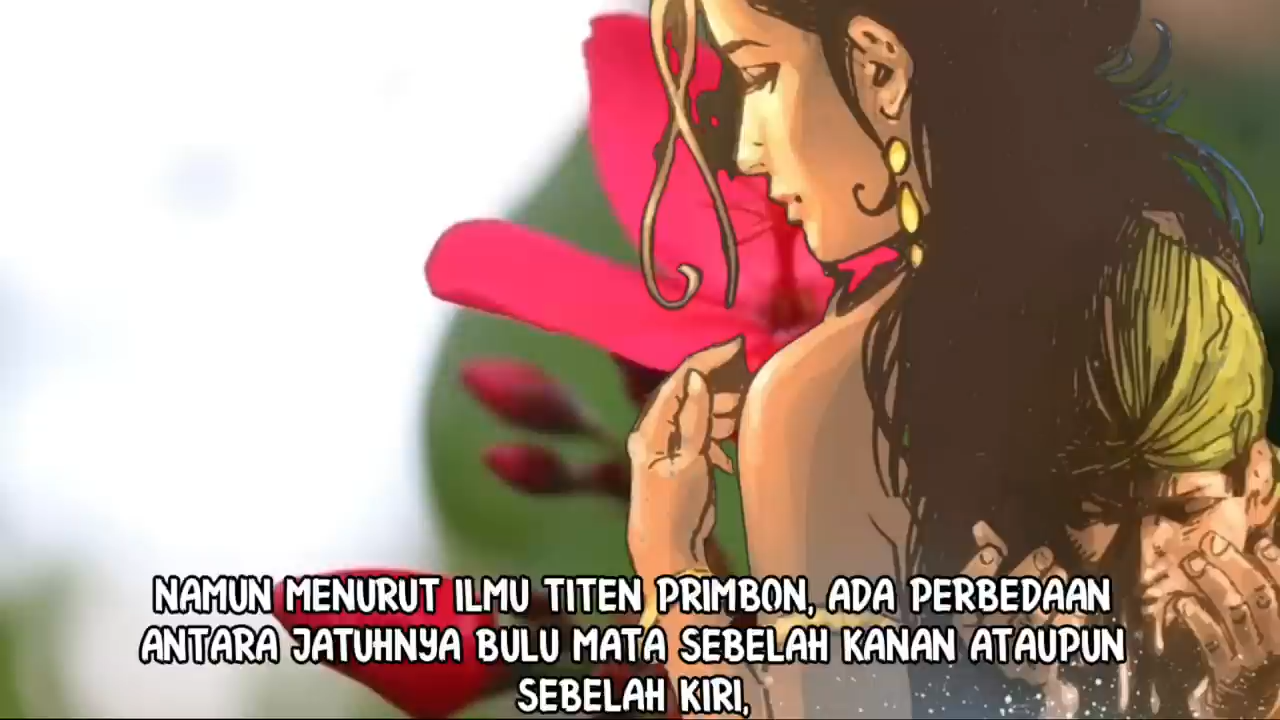 NAMUN MENURUT ILMU TITEN PRIMBON, ADA PERBEDAAN
ANTARA JATUHNYA BULU MATA SEBELAH KANAN ATAUPUN
SEBELAH KIRI,